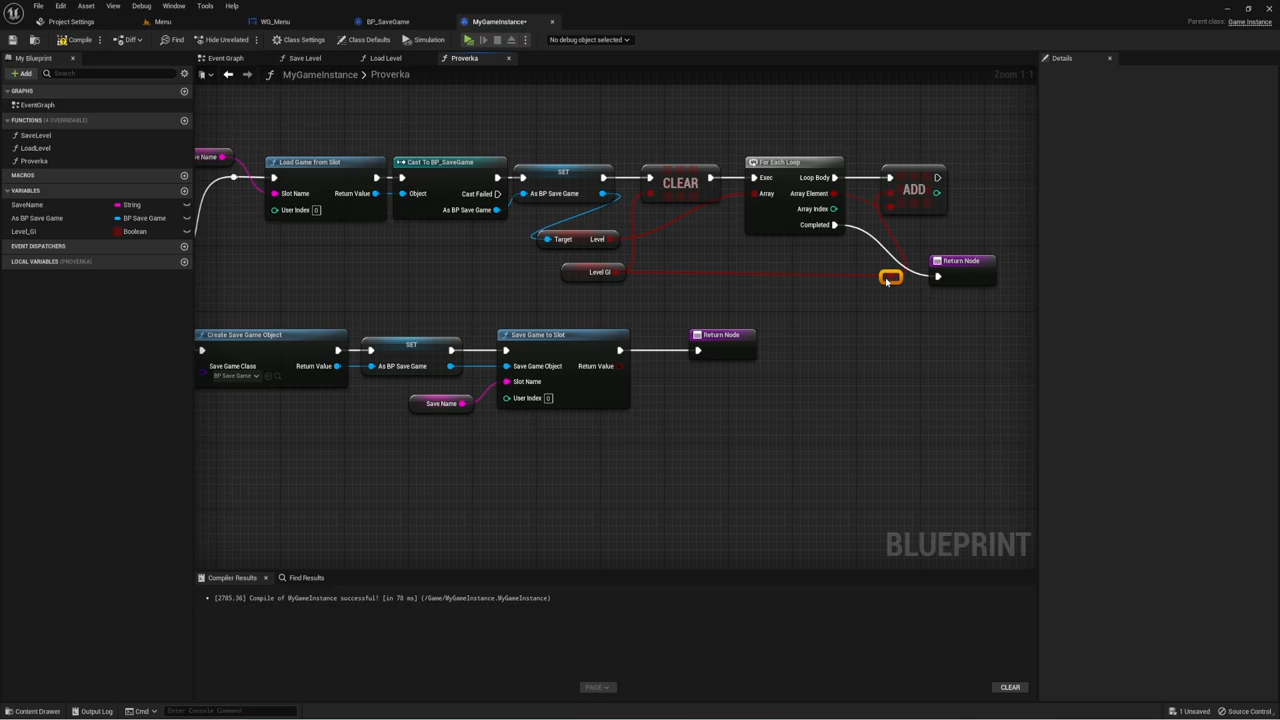 File Edit Asset View Debug Window Tools Help
Project Settings Menu WG_Menu BP_SaveGame MyGameInstance• Parent class: Game Instance
Compile Diff Find Hide Unrelated Class Settings Class Defaults Simulation No debug object selected
My Blueprint Event Graph Save Level Load Level Proverka Details
Add Search MyGameInstance > Proverka Zoom 1:1
GRAPHS
EventGraph
FUNCTIONS (4 OVERRIDABLE)
SaveLevel
LoadLevel
Proverka
MACROS
VARIABLES
SaveName String
As BP Save Game BP Save Game
Level_GI Boolean
EVENT DISPATCHERS
LOCAL VARIABLES (PROVERKA)
Load Game from Slot
Slot Name Return Value
User Index 0
Cast To BP_SaveGame
Object Cast Failed
As BP Save Game
SET
As BP Save Game
Target Level
Level GI
CLEAR
For Each Loop
Exec Loop Body
Array Array Element
Array Index
Completed
ADD
Return Node
Create Save Game Object
Save Game Class Return Value
BP Save Game
SET
As BP Save Game
Save Name
Save Game to Slot
Save Game Object Return Value
Slot Name
User Index 0
Return Node
BLUEPRINT
Compiler Results Find Results
[2785,36] Compile of MyGameInstance successful! [in 78 ms] (/Game/MyGameInstance.MyGameInstance)
PAGE CLEAR
Content Drawer Output Log Cmd Enter Console Command 1 Unsaved Source Control